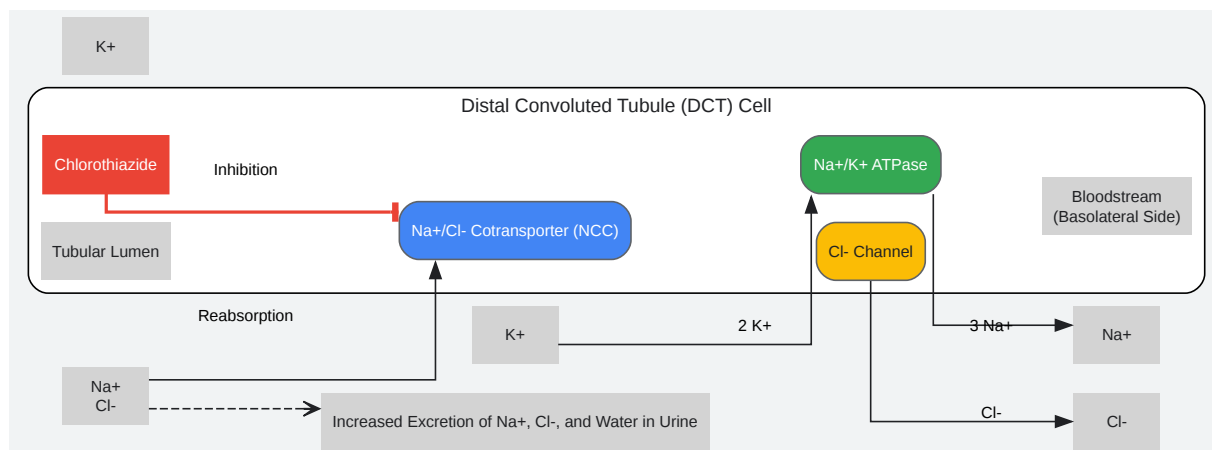 K+
Distal Convoluted Tubule (DCT) Cell
Chlorothiazide
Inhibition
Na+/K+ ATPase
Bloodstream
(Basolateral Side)
Na+/Cl- Cotransporter (NCC)
Tubular Lumen
Cl- Channel
Reabsorption
K+
2 K+
3 Na+
Na+
Na+
Cl-
Increased Excretion of Na+, Cl-, and Water in Urine
Cl-
Cl-